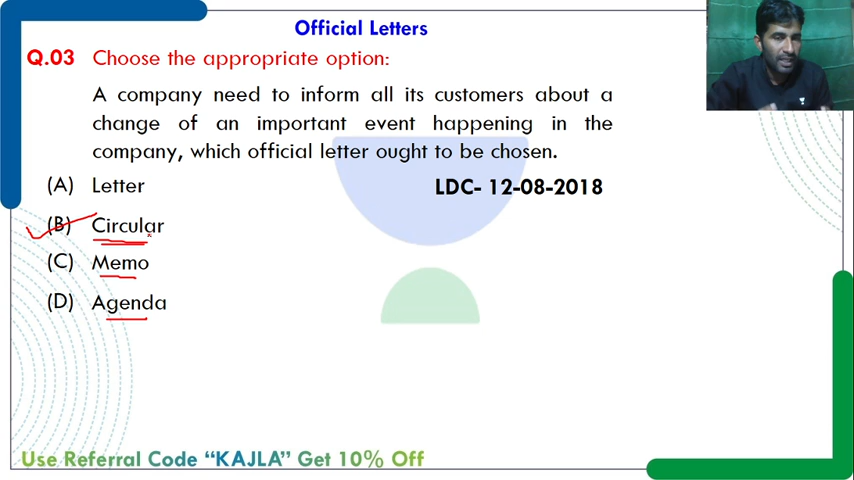 Official Letters
Q.03 Choose the appropriate option:
A company need to inform all its customers about a
change of an important event happening in the
company, which official letter ought to be chosen.
(A) Letter
LDC- 12-08-2018
(B) Circular
(C) Memo
(D) Agenda
Use Referral Code “KAJLA” Get 10% Off